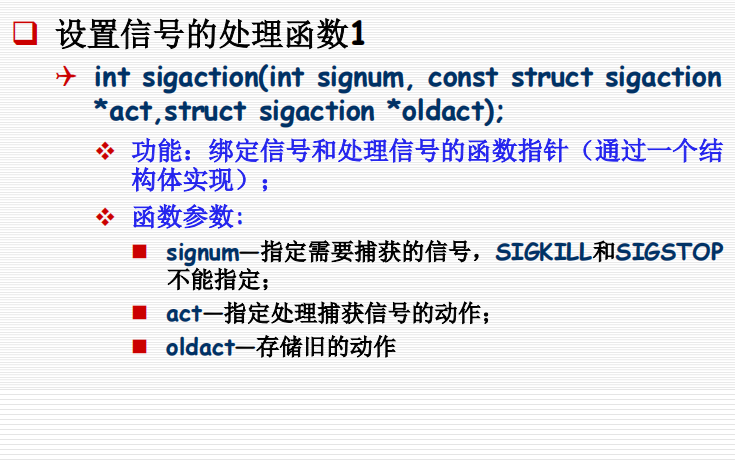 设置信号的处理函数1
int sigaction(int signum, const struct sigaction
*act,struct sigaction *oldact);
功能：绑定信号和处理信号的函数指针（通过一个结
构体实现）；
函数参数:
signum—指定需要捕获的信号，SIGKILL和SIGSTOP
不能指定；
act—指定处理捕获信号的动作；
oldact—存储旧的动作